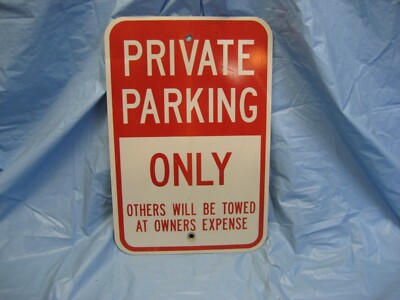 PRIVATE
PARKING
ONLY
OTHERS WILL BE TOWED
AT OWNERS EXPENSE